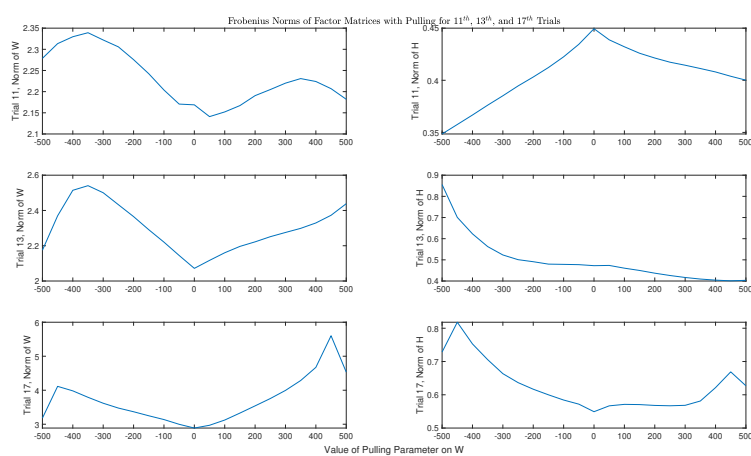 Frobenius Norms of Factor Matrices with Pulling for 11th, 13th, and 17th Trials
Trial 11, Norm of W
2.35
2.3
2.25
2.2
2.15
2.1
-500 -400 -300 -200 -100 0 100 200 300 400 500
Trial 11, Norm of H
0.45
0.4
0.35
-500 -400 -300 -200 -100 0 100 200 300 400 500
Trial 13, Norm of W
2.6
2.4
2.2
2
-500 -400 -300 -200 -100 0 100 200 300 400 500
Trial 13, Norm of H
0.9
0.8
0.7
0.6
0.5
0.4
-500 -400 -300 -200 -100 0 100 200 300 400 500
Trial 17, Norm of W
6
5
4
3
-500 -400 -300 -200 -100 0 100 200 300 400 500
Trial 17, Norm of H
0.8
0.7
0.6
0.5
-500 -400 -300 -200 -100 0 100 200 300 400 500
Value of Pulling Parameter on W